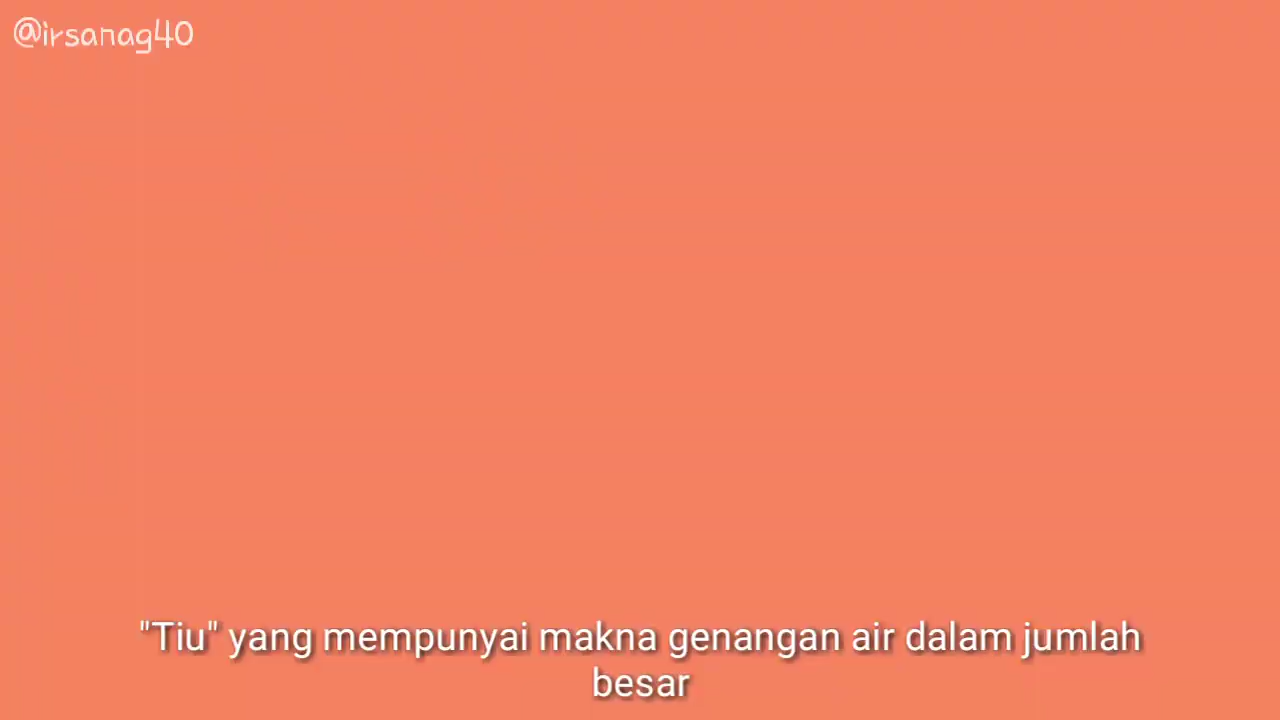 @irsanag40
"Tiu" yang mempunyai makna genangan air dalam jumlah
besar